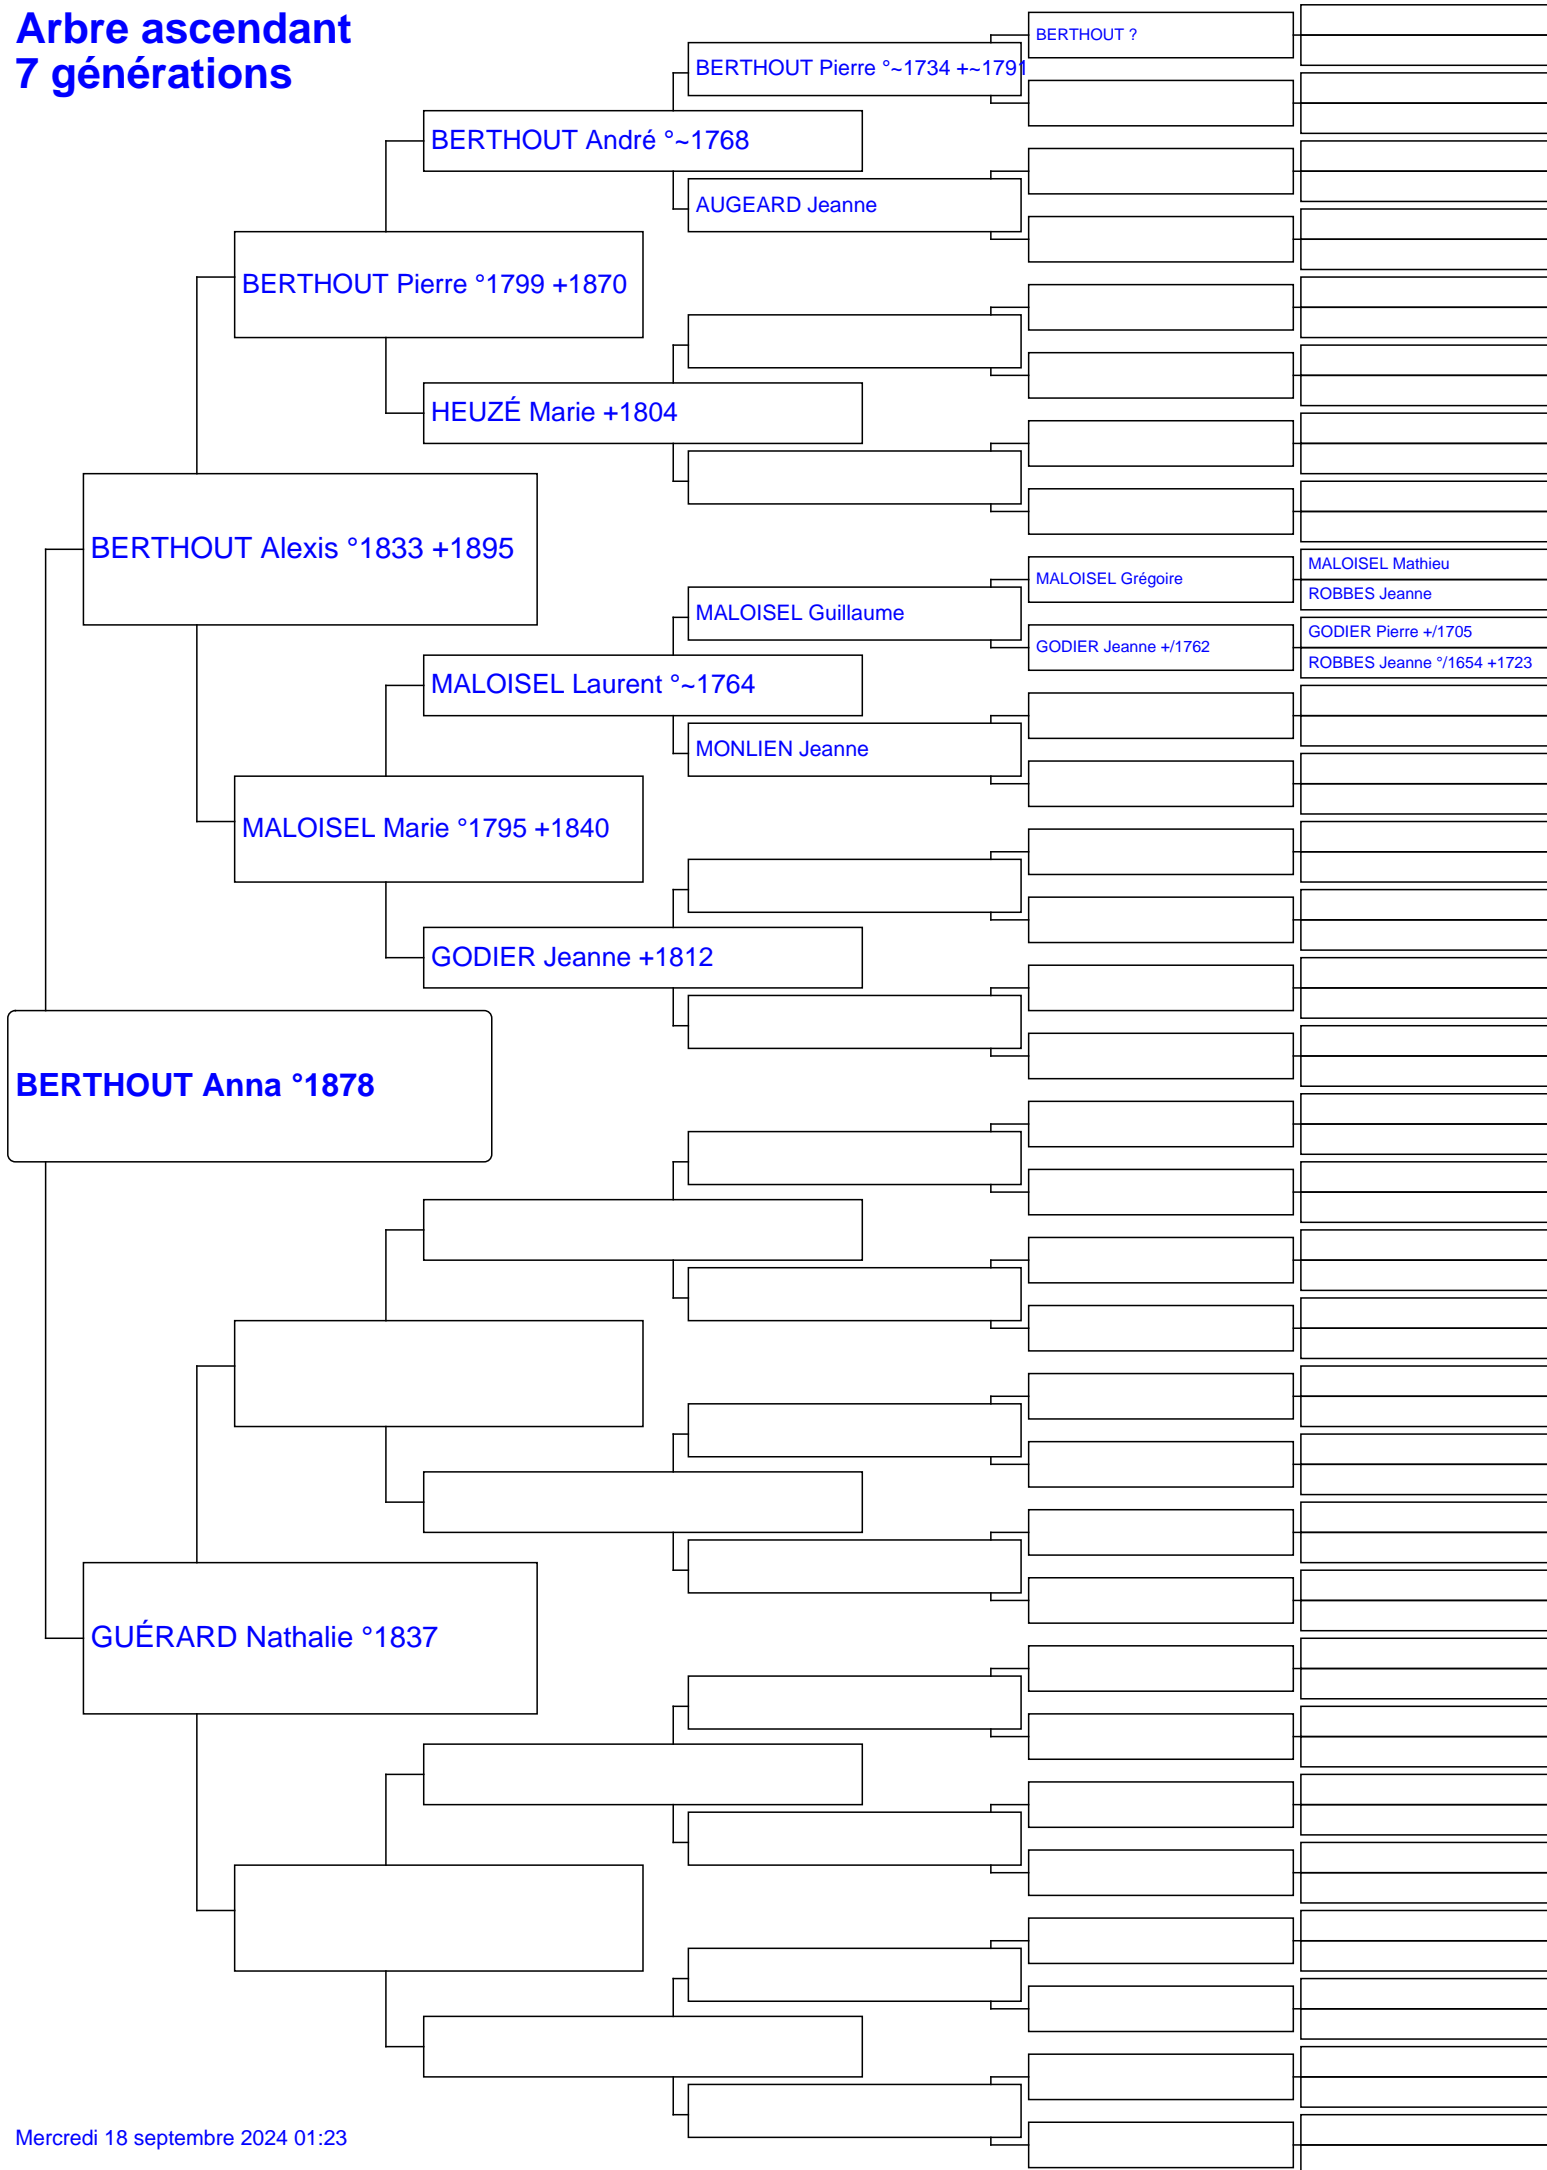 Arbre ascendant
7 générations
BERTHOUT ?
BERTHOUT Pierre °~1734 +~1791
BERTHOUT André °~1768
AUGEARD Jeanne
BERTHOUT Pierre °1799 +1870
HEUZÉ Marie +1804
BERTHOUT Alexis °1833 +1895
MALOISEL Mathieu
MALOISEL Grégoire
ROBBES Jeanne
MALOISEL Guillaume
GODIER Pierre +/1705
GODIER Jeanne +/1762
ROBBES Jeanne °/1654 +1723
MALOISEL Laurent °~1764
MONLIEN Jeanne
MALOISEL Marie °1795 +1840
GODIER Jeanne +1812
BERTHOUT Anna °1878
GUÉRARD Nathalie °1837
Mercredi 18 septembre 2024 01:23